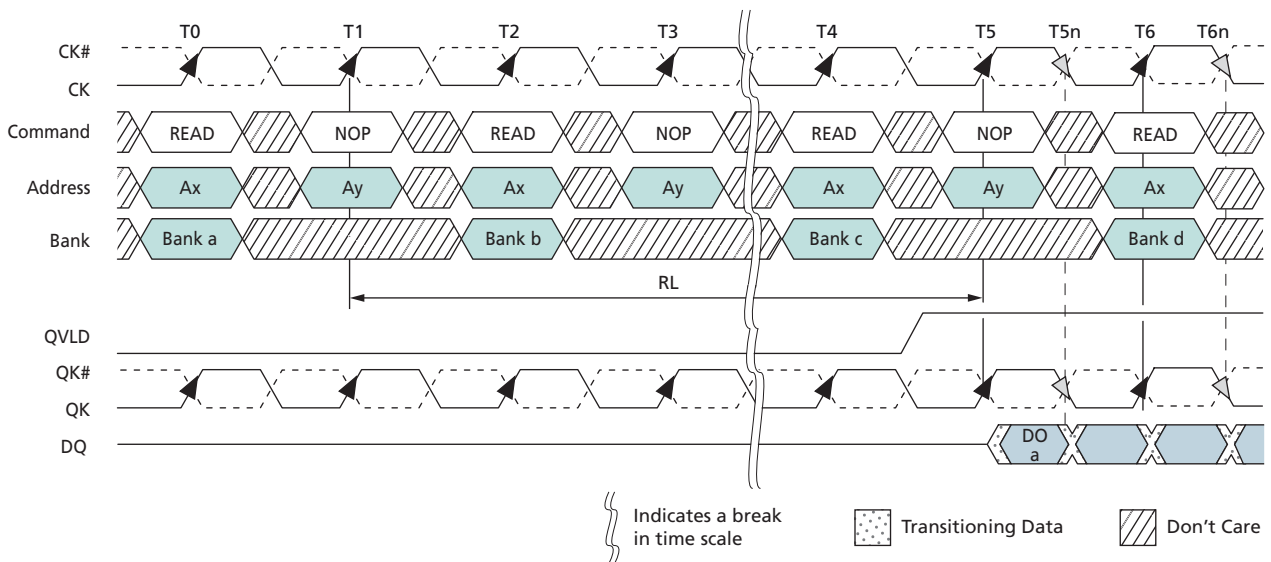 T0 T1 T2 T3 T4 T5 T5n T6 T6n
CK#
CK
Command READ NOP READ NOP READ NOP READ
Address Ax Ay Ax Ay Ax Ay Ax
Bank Bank a Bank b Bank c Bank d
RL
QVLD
QK#
QK
DQ DO
a
Indicates a break
in time scale
Transitioning Data
Don't Care